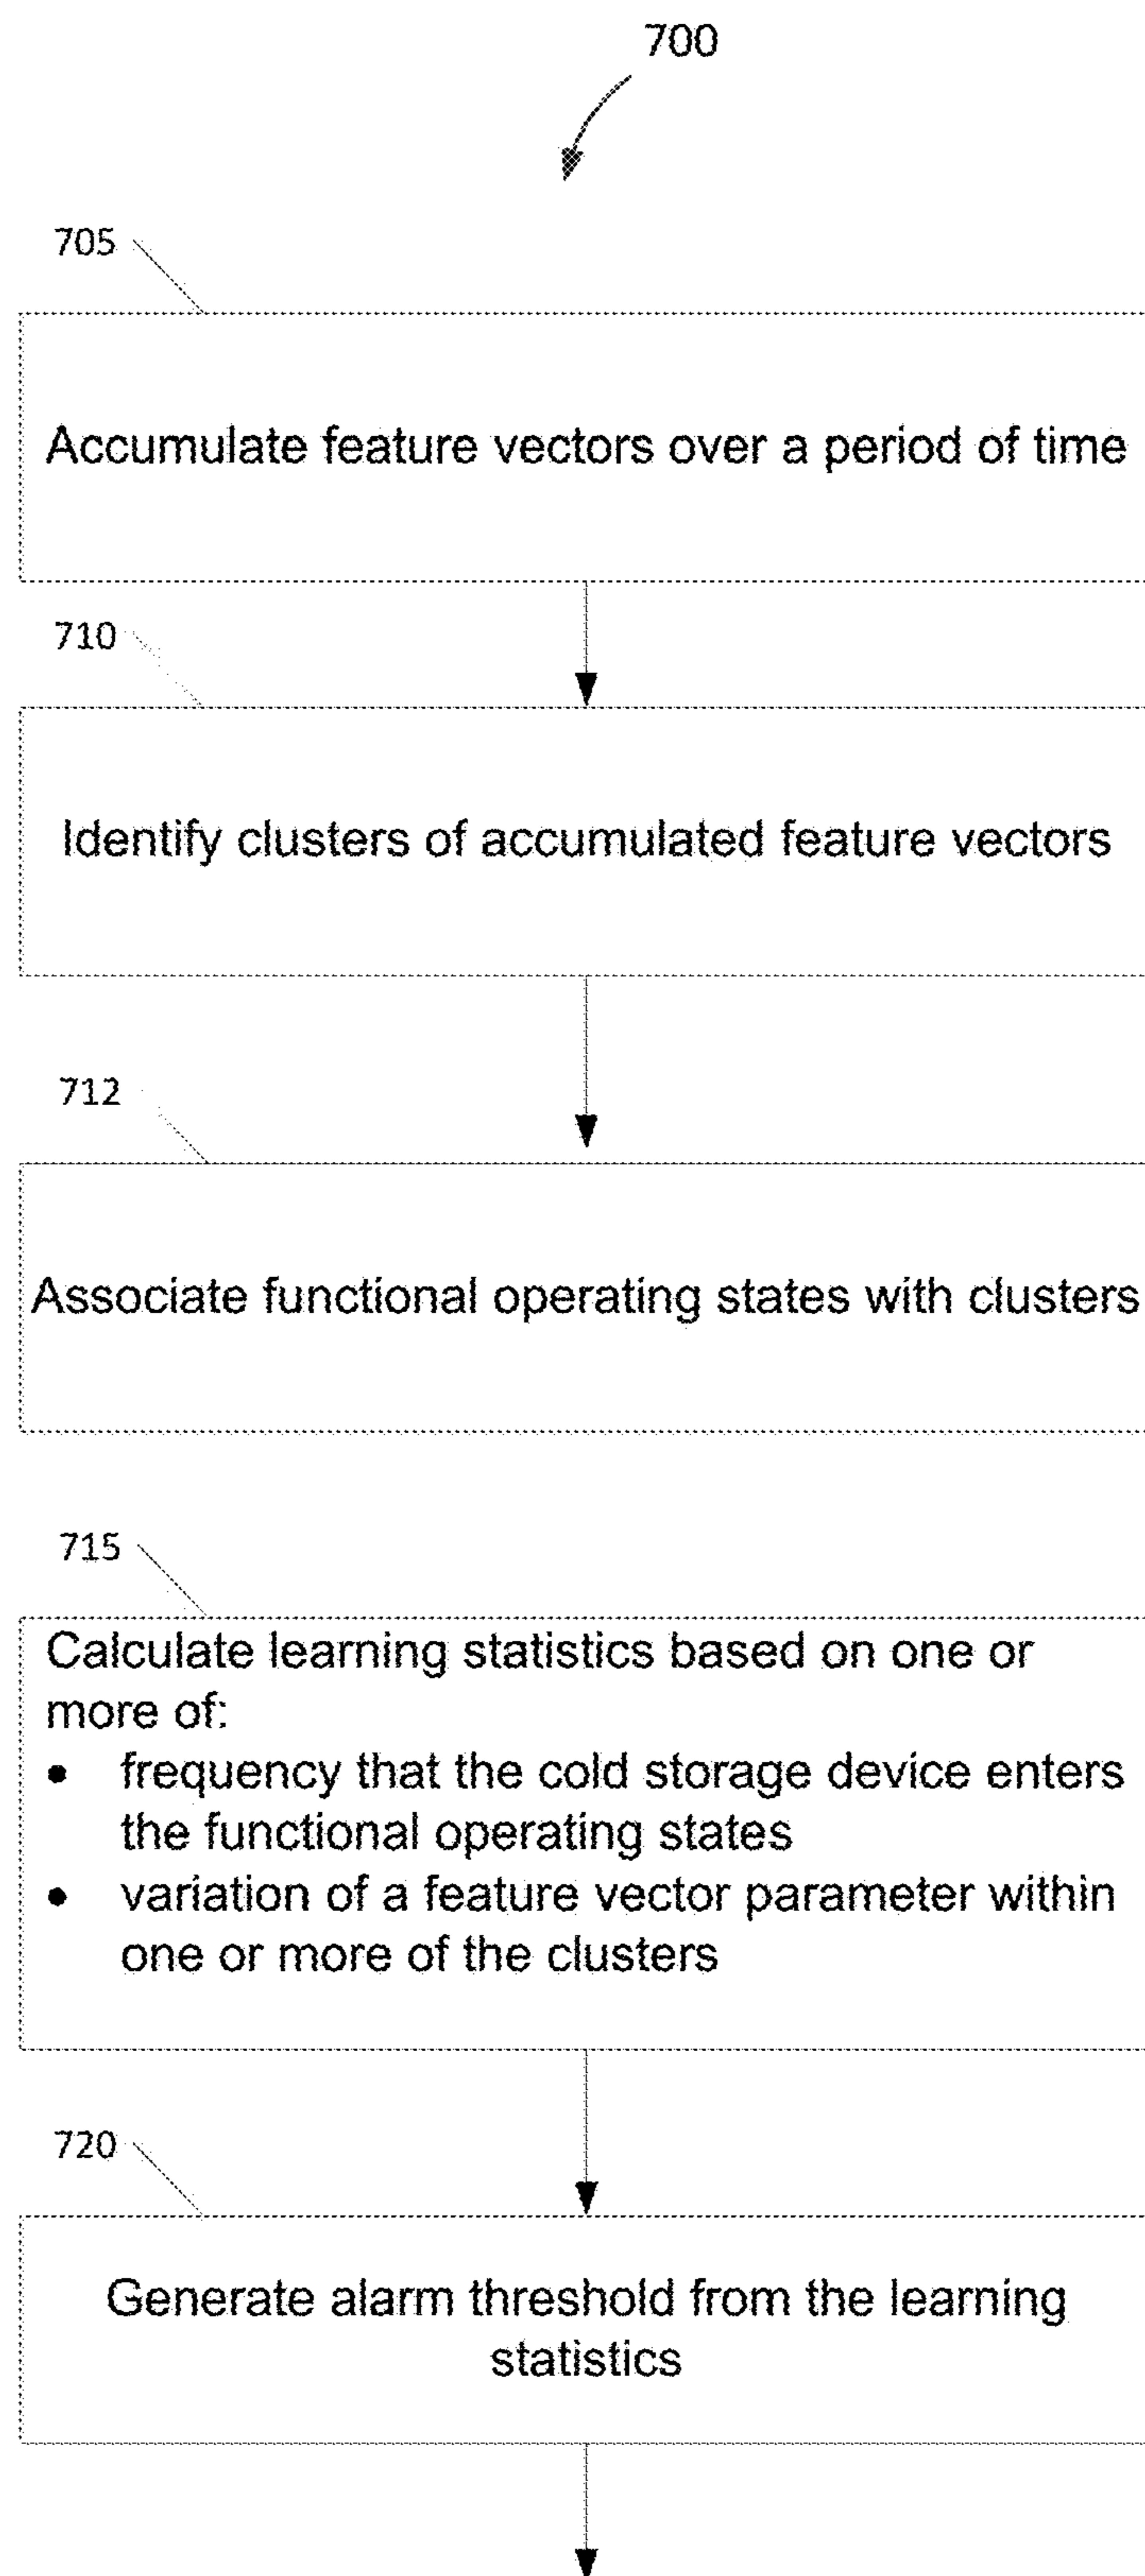 700
705
Accumulate feature vectors over a period of time
710
Identify clusters of accumulated feature vectors
712
Associate functional operating states with clusters
715
Calculate learning statistics based on one or
more of:
• frequency that the cold storage device enters
the functional operating states
• variation of a feature vector parameter within
one or more of the clusters
720
Generate alarm threshold from the learning
statistics